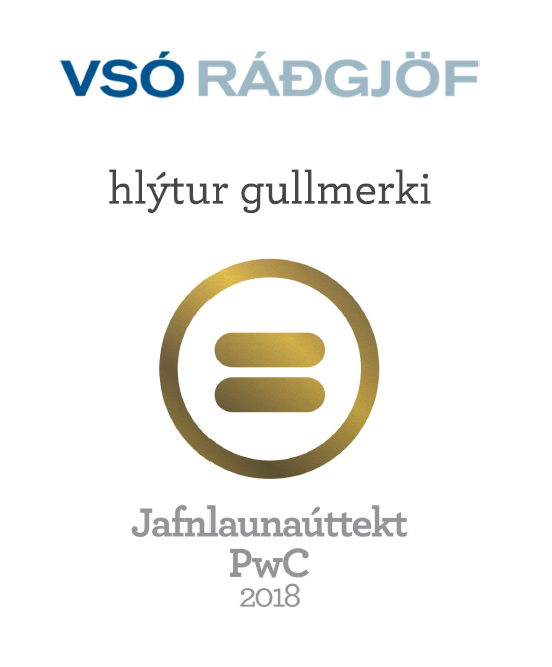 VSÓ RÁÐGJÖF
hlýtur gullmerki
Jafnlaunaúttekt
PwC
2018